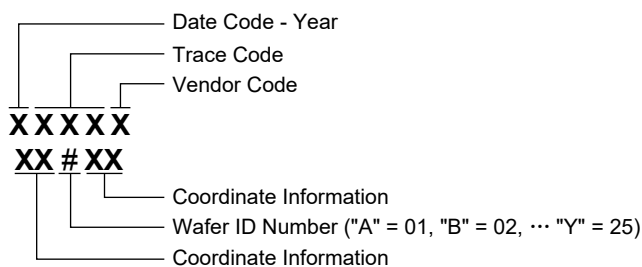 Date Code - Year
Trace Code
Vendor Code
XXXXX
XX # XX
Coordinate Information
Wafer ID Number ("A" = 01, "B" = 02, ··· "Y" = 25)
Coordinate Information